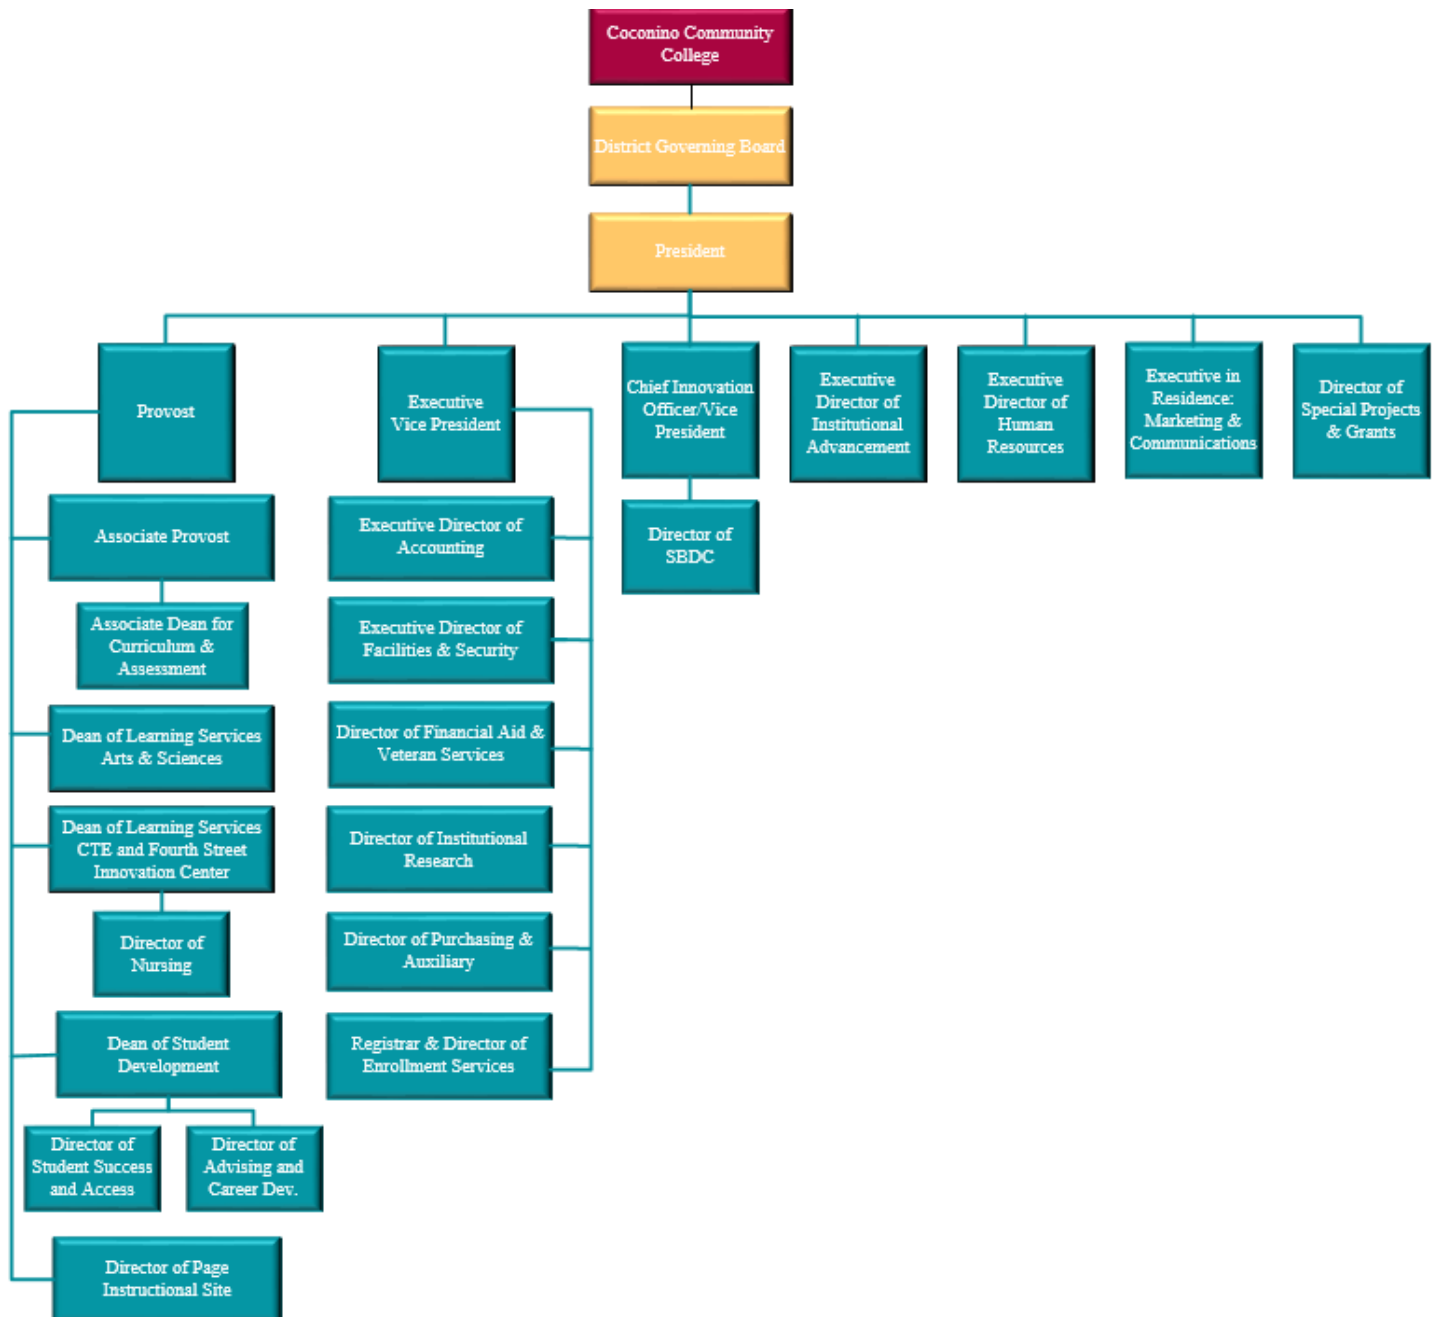 Coconino Community
College
District Governing Board
President
Provost
Executive
Vice President
Chief Innovation
Officer/Vice
President
Executive
Director of
Institutional
Advancement
Executive
Director of
Human
Resources
Executive in
Residence:
Marketing &
Communications
Director of
Special Projects
& Grants
Associate Provost
Associate Dean for
Curriculum &
Assessment
Dean of Learning Services
Arts & Sciences
Dean of Learning Services
CTE and Fourth Street
Innovation Center
Director of
Nursing
Dean of Student
Development
Director of
Student Success
and Access
Director of
Advising and
Career Dev.
Director of Page
Instructional Site
Executive Director of
Accounting
Executive Director of
Facilities & Security
Director of Financial Aid &
Veteran Services
Director of Institutional
Research
Director of Purchasing &
Auxiliary
Registrar & Director of
Enrollment Services
Director of
SBDC